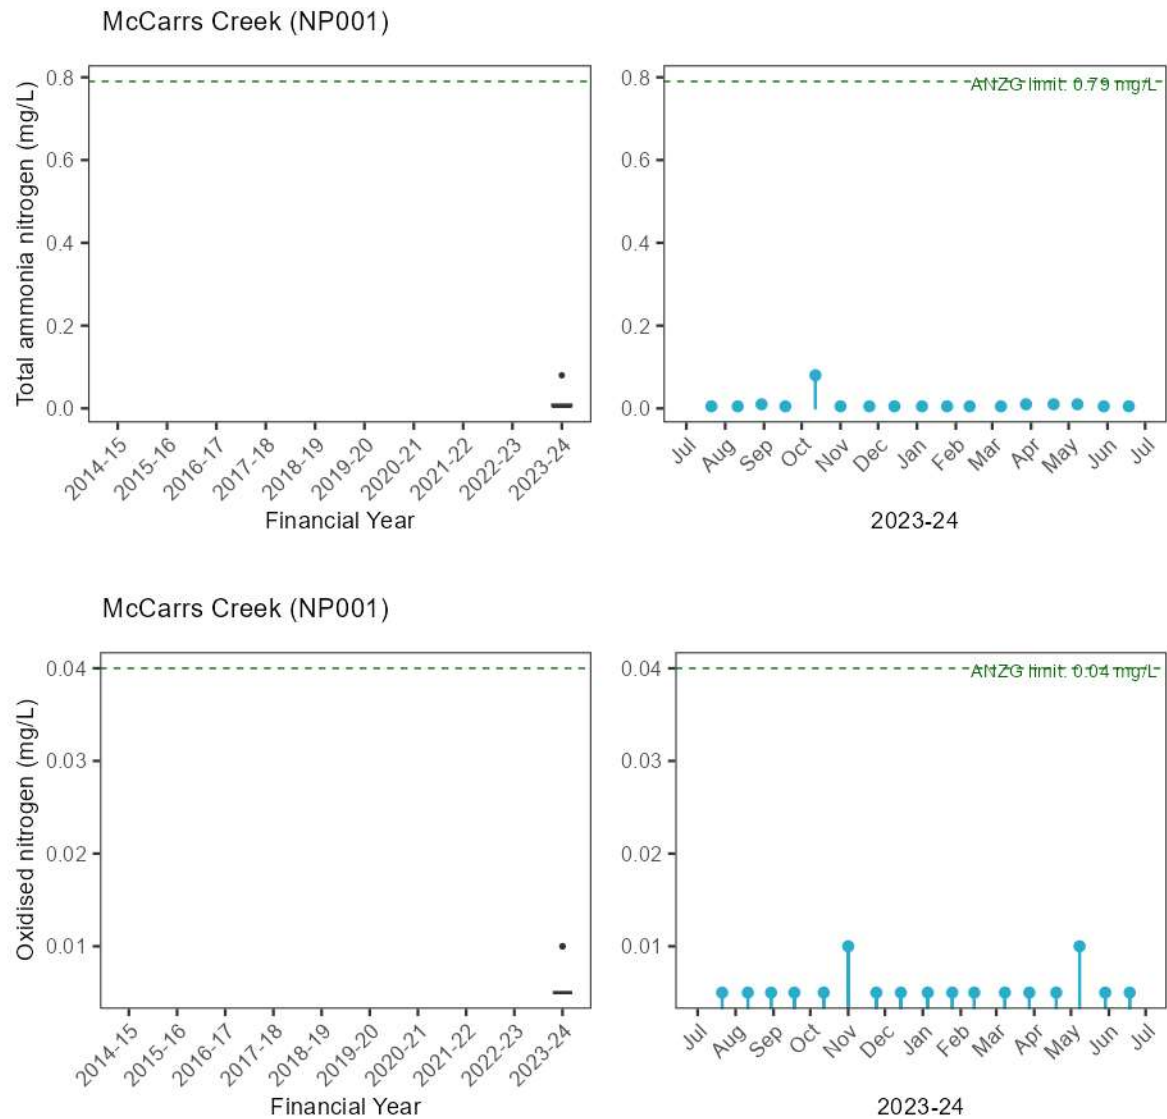 McCarrs Creek (NP001)
Total ammonia nitrogen (mg/L)
0.8
0.6
0.4
0.2
0.0
2014-15
2015-16
2016-17
2017-18
2018-19
2019-20
2020-21
2021-22
2022-23
2023-24
Financial Year
ANZG limit: 0.79 mg/L
0.8
0.6
0.4
0.2
0.0
Jul
Aug
Sep
Oct
Nov
Dec
Jan
Feb
Mar
Apr
May
Jun
Jul
2023-24
McCarrs Creek (NP001)
Oxidised nitrogen (mg/L)
0.04
0.03
0.02
0.01
2014-15
2015-16
2016-17
2017-18
2018-19
2019-20
2020-21
2021-22
2022-23
2023-24
Financial Year
ANZG limit: 0.04 mg/L
0.04
0.03
0.02
0.01
Jul
Aug
Sep
Oct
Nov
Dec
Jan
Feb
Mar
Apr
May
Jun
Jul
2023-24